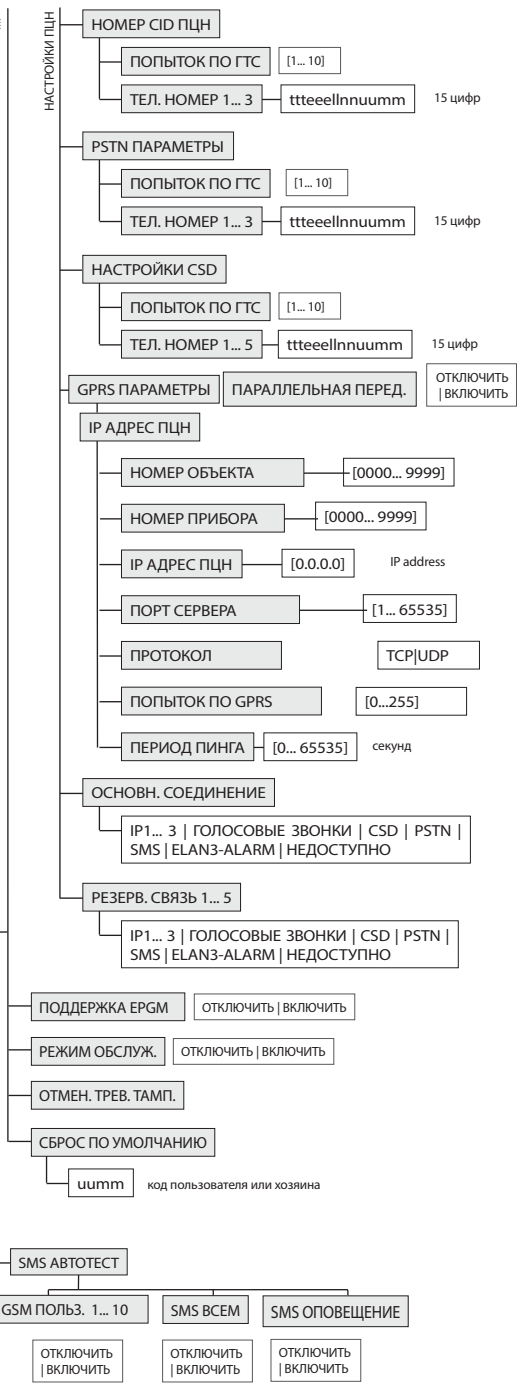 НАСТРОЙКИ ПЦН
НОМЕР CID ПЦН
ПОПЫТОК ПО ГТС [1... 10]
ТЕЛ. НОМЕР 1... 3 ttteeellnnuumm 15 цифр
PSTN ПАРАМЕТРЫ
ПОПЫТОК ПО ГТС [1... 10]
ТЕЛ. НОМЕР 1... 3 ttteeellnnuumm 15 цифр
НАСТРОЙКИ CSD
ПОПЫТОК ПО ГТС [1... 10]
ТЕЛ. НОМЕР 1... 5 ttteeellnnuumm 15 цифр
GPRS ПАРАМЕТРЫ ПАРАЛЛЕЛЬНАЯ ПЕРЕД. ОТКЛЮЧИТЬ
| ВКЛЮЧИТЬ
IP АДРЕС ПЦН
НОМЕР ОБЪЕКТА [0000... 9999]
НОМЕР ПРИБОРА [0000... 9999]
IP АДРЕС ПЦН [0.0.0.0] IP address
ПОРТ СЕРВЕРА [1... 65535]
ПРОТОКОЛ TCP|UDP
ПОПЫТОК ПО GPRS [0...255]
ПЕРИОД ПИНГА [0... 65535] секунд
ОСНОВН. СОЕДИНЕНИЕ
IP1... 3 | ГОЛОСОВЫЕ ЗВОНКИ | CSD | PSTN |
SMS | ELAN3-ALARM | НЕДОСТУПНО
РЕЗЕРВ. СВЯЗЬ 1... 5
IP1... 3 | ГОЛОСОВЫЕ ЗВОНКИ | CSD | PSTN |
SMS | ELAN3-ALARM | НЕДОСТУПНО
ПОДДЕРЖКА EPGM ОТКЛЮЧИТЬ | ВКЛЮЧИТЬ
РЕЖИМ ОБСЛУЖ. ОТКЛЮЧИТЬ | ВКЛЮЧИТЬ
ОТМЕН. ТРЕВ. ТАМП.
СБРОС ПО УМОЛЧАНИЮ
uumm код пользователя или хозяина
SMS АВТОТЕСТ
GSM ПОЛЬЗ. 1... 10 SMS ВСЕМ SMS ОПОВЕЩЕНИЕ
ОТКЛЮЧИТЬ ОТКЛЮЧИТЬ ОТКЛЮЧИТЬ
| ВКЛЮЧИТЬ | ВКЛЮЧИТЬ | ВКЛЮЧИТЬ